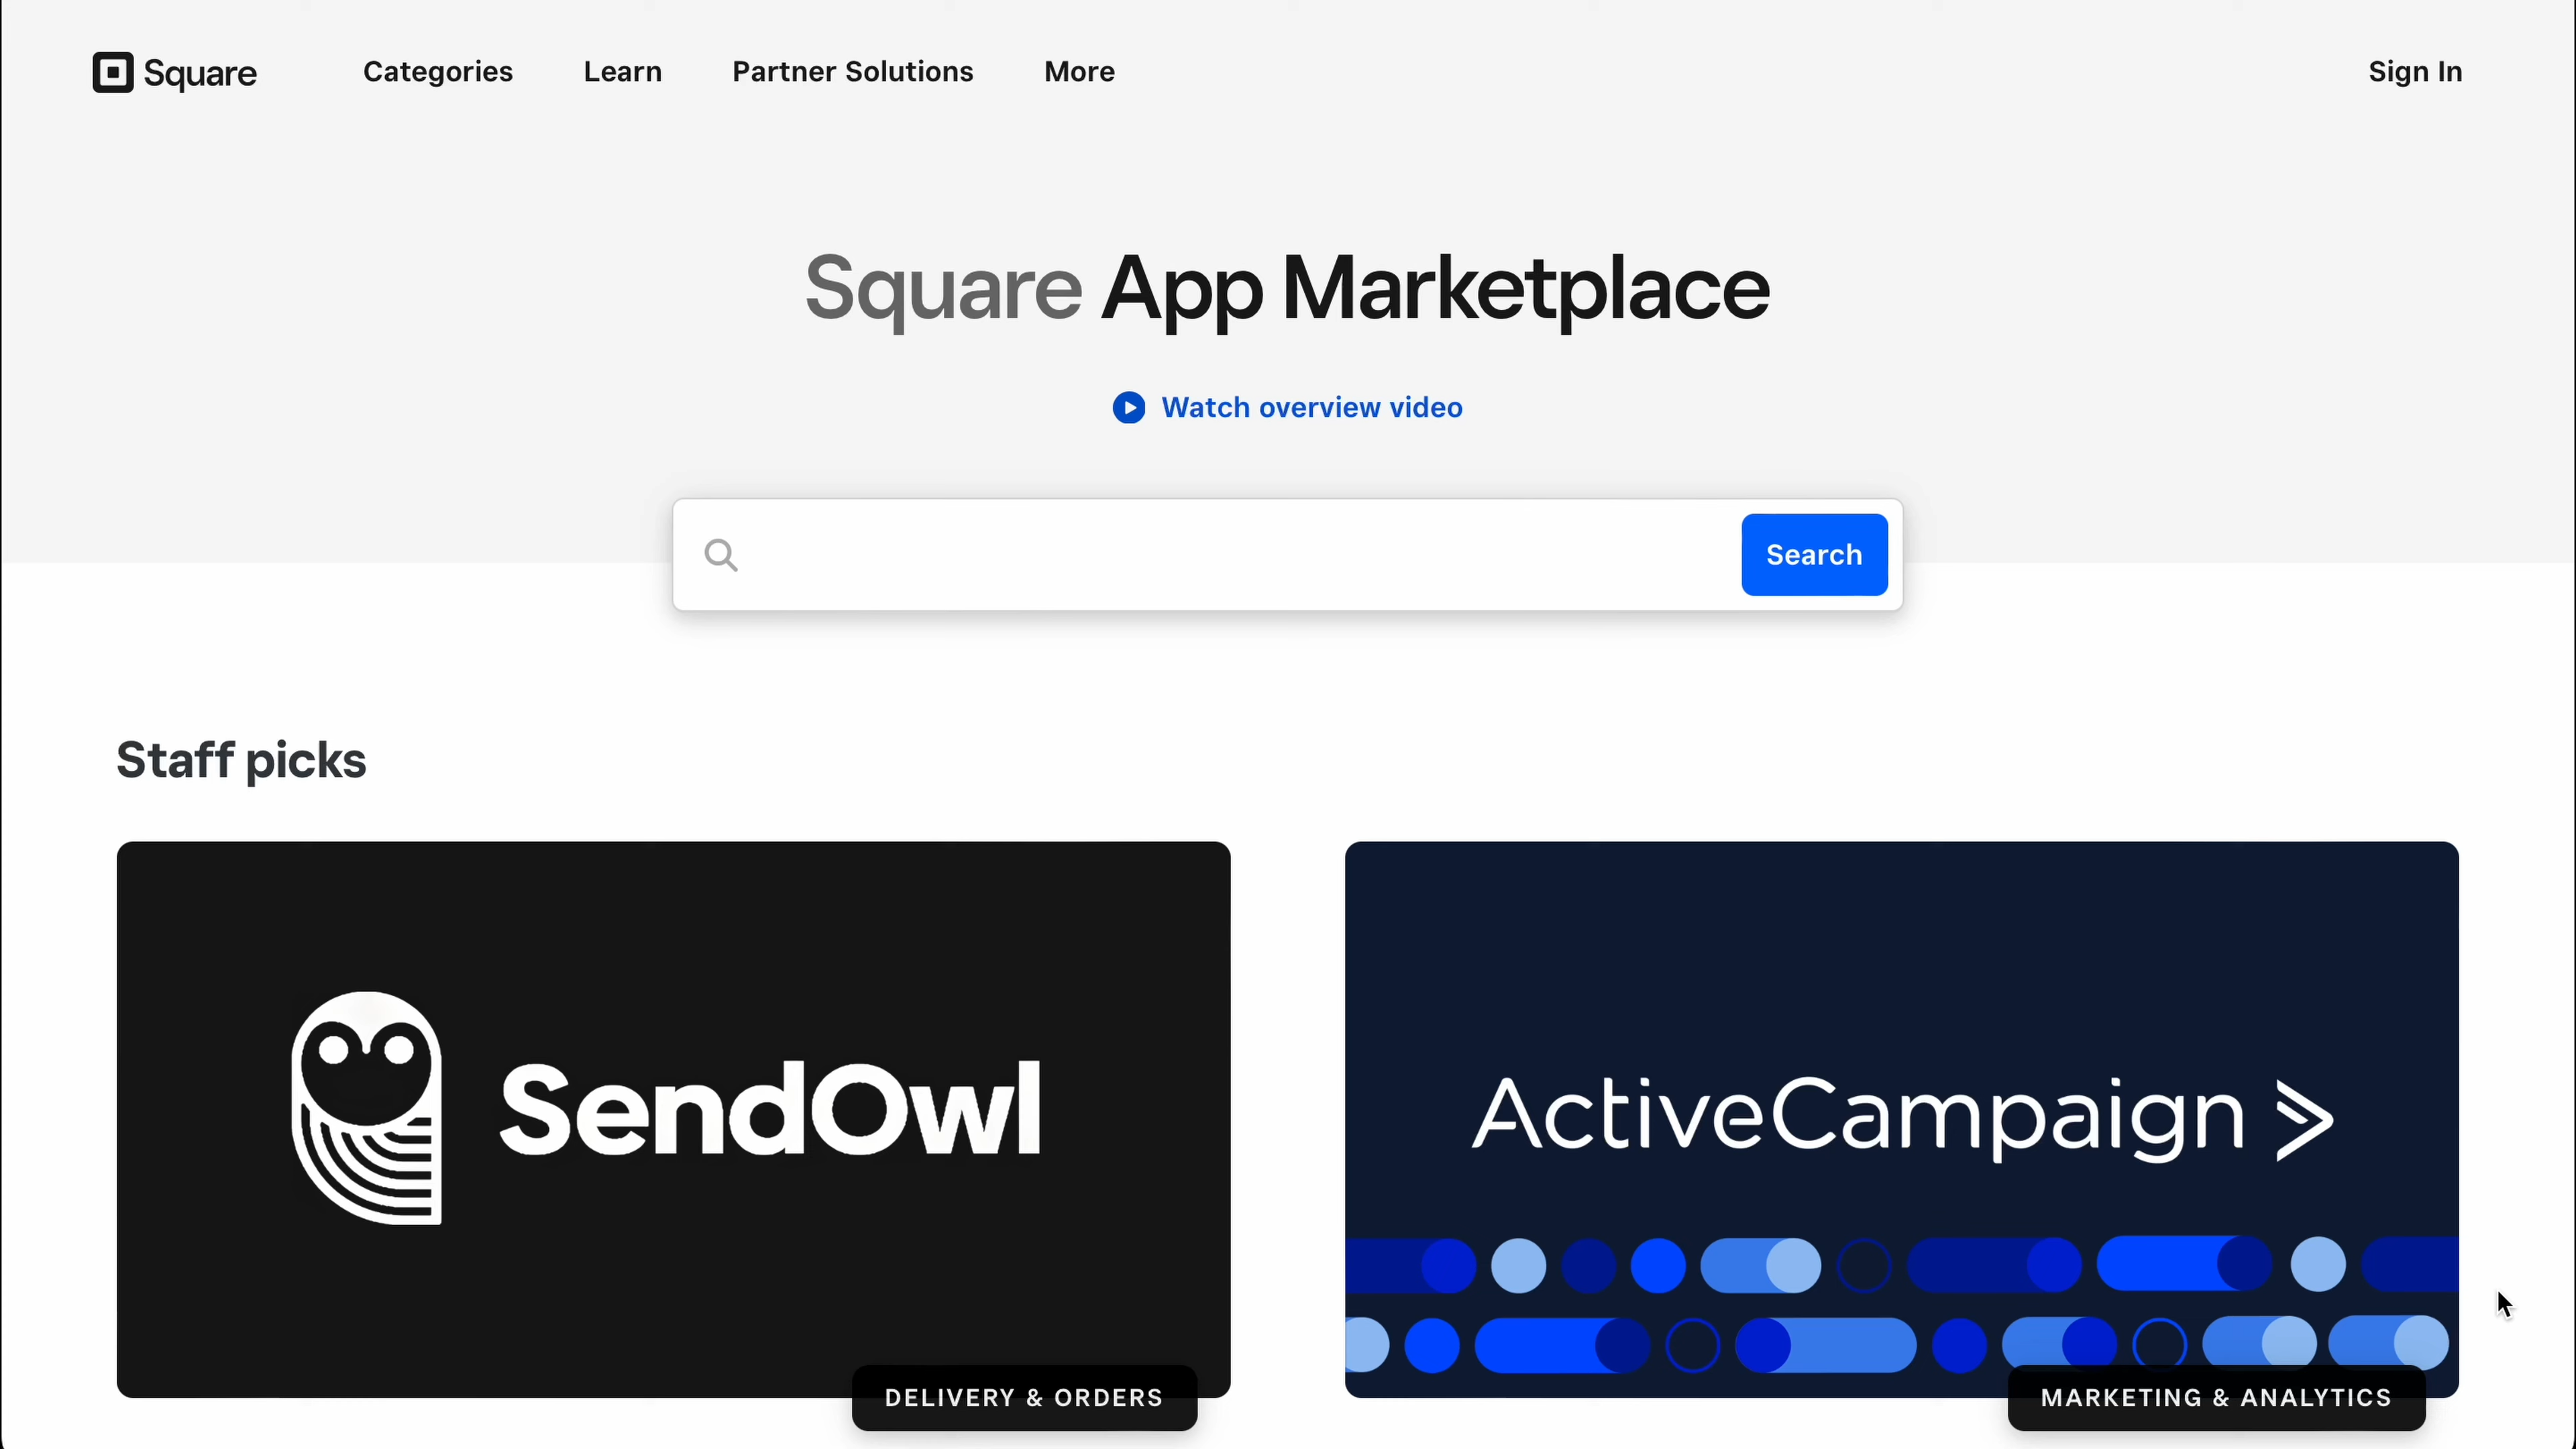 Square Categories Learn Partner Solutions More Sign In
Square App Marketplace
Watch overview video
Search
Staff picks
SendOwl
ActiveCampaign
DELIVERY & ORDERS
MARKETING & ANALYTICS